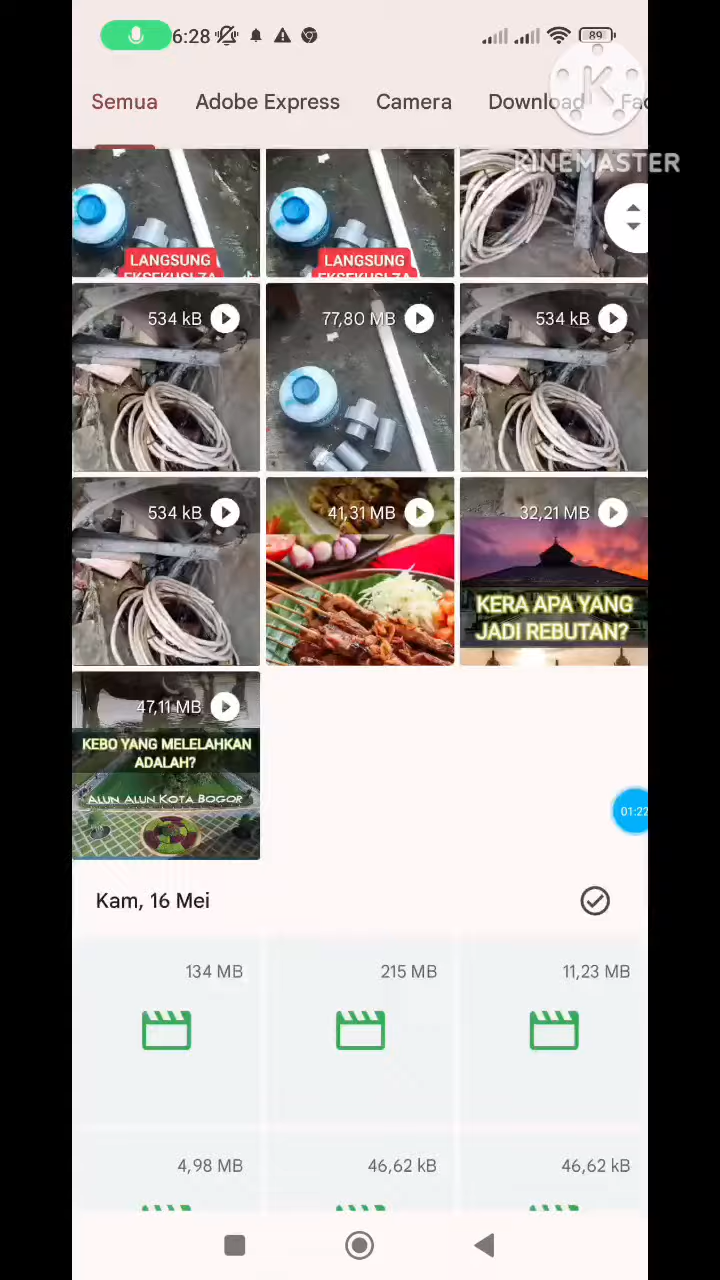 6:28
89
Semua Adobe Express Camera Download
KINEMASTER
LANGSUNG
EKSEKUSI ZA
LANGSUNG
EKSEKUSI ZA
534 kB
77,80 MB
534 kB
534 kB
41,31 MB
32,21 MB
KERA APA YANG
JADI REBUTAN?
47,11 MB
KEBO YANG MELELAHKAN
ADALAH?
ALUN ALUN KOTA BOGOR
01:22
Kam, 16 Mei
134 MB
215 MB
11,23 MB
4,98 MB
46,62 kB
46,62 kB